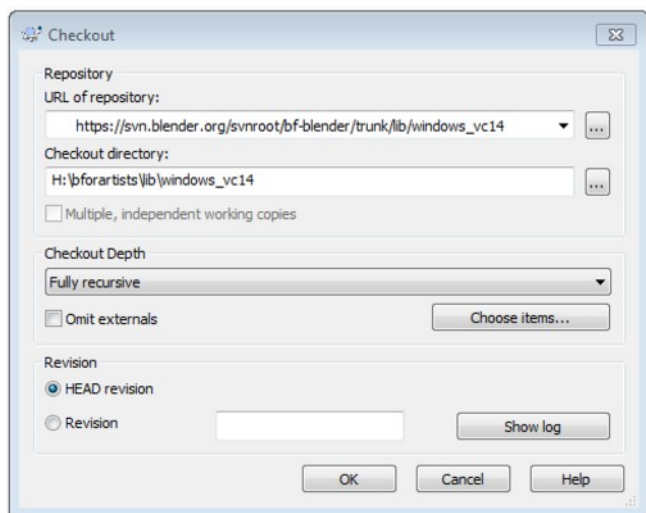 Checkout
Repository
URL of repository:
https://svn.blender.org/svnroot/bf-blender/trunk/lib/windows_vc14
...
Checkout directory:
H:\bforartists\lib\windows_vc14
...
Multiple, independent working copies
Checkout Depth
Fully recursive
Omit externals
Choose items...
Revision
HEAD revision
Revision
Show log
OK
Cancel
Help